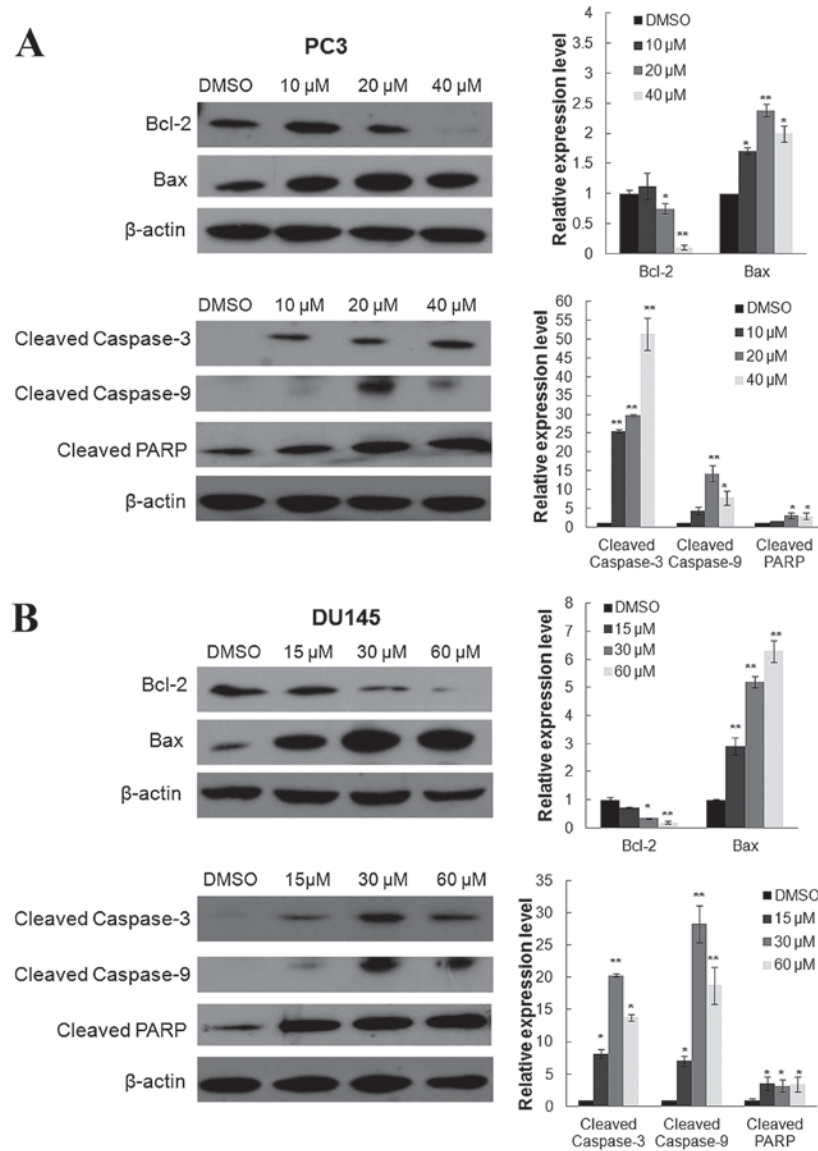 A
PC3
DMSO 10 µM 20 µM 40 µM
Bcl-2
Bax
β-actin
Relative expression level
4
3.5
3
2.5
2
1.5
1
0.5
0
DMSO
10 µM
20 µM
40 µM
* ** * ** * *
Bcl-2 Bax
DMSO 10 µM 20 µM 40 µM
Cleaved Caspase-3
Cleaved Caspase-9
Cleaved PARP
β-actin
Relative expression level
60
55
50
45
40
35
30
25
20
15
10
5
0
DMSO
10 µM
20 µM
40 µM
** ** ** ** * * *
Cleaved Cleaved Cleaved
Caspase-3 Caspase-9 PARP
B
DU145
DMSO 15 µM 30 µM 60 µM
Bcl-2
Bax
β-actin
Relative expression level
8
7
6
5
4
3
2
1
0
DMSO
15 µM
30 µM
60 µM
* ** ** ** **
Bcl-2 Bax
DMSO 15µM 30 µM 60 µM
Cleaved Caspase-3
Cleaved Caspase-9
Cleaved PARP
β-actin
Relative expression level
35
30
25
20
15
10
5
0
DMSO
15 µM
30 µM
60 µM
* ** * * ** ** * * *
Cleaved Cleaved Cleaved
Caspase-3 Caspase-9 PARP